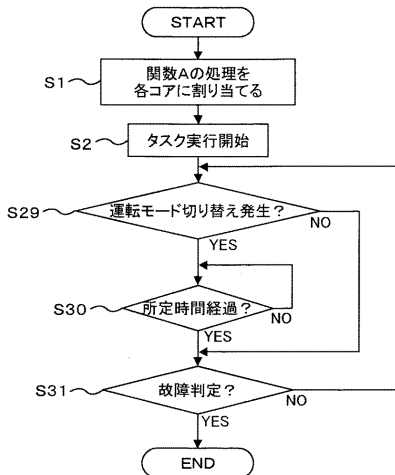 START
S1
関数Aの処理を
各コアに割り当てる
S2
タスク実行開始
S29
運転モード切り替え発生？
NO
YES
S30
所定時間経過？
NO
YES
S31
故障判定？
NO
YES
END